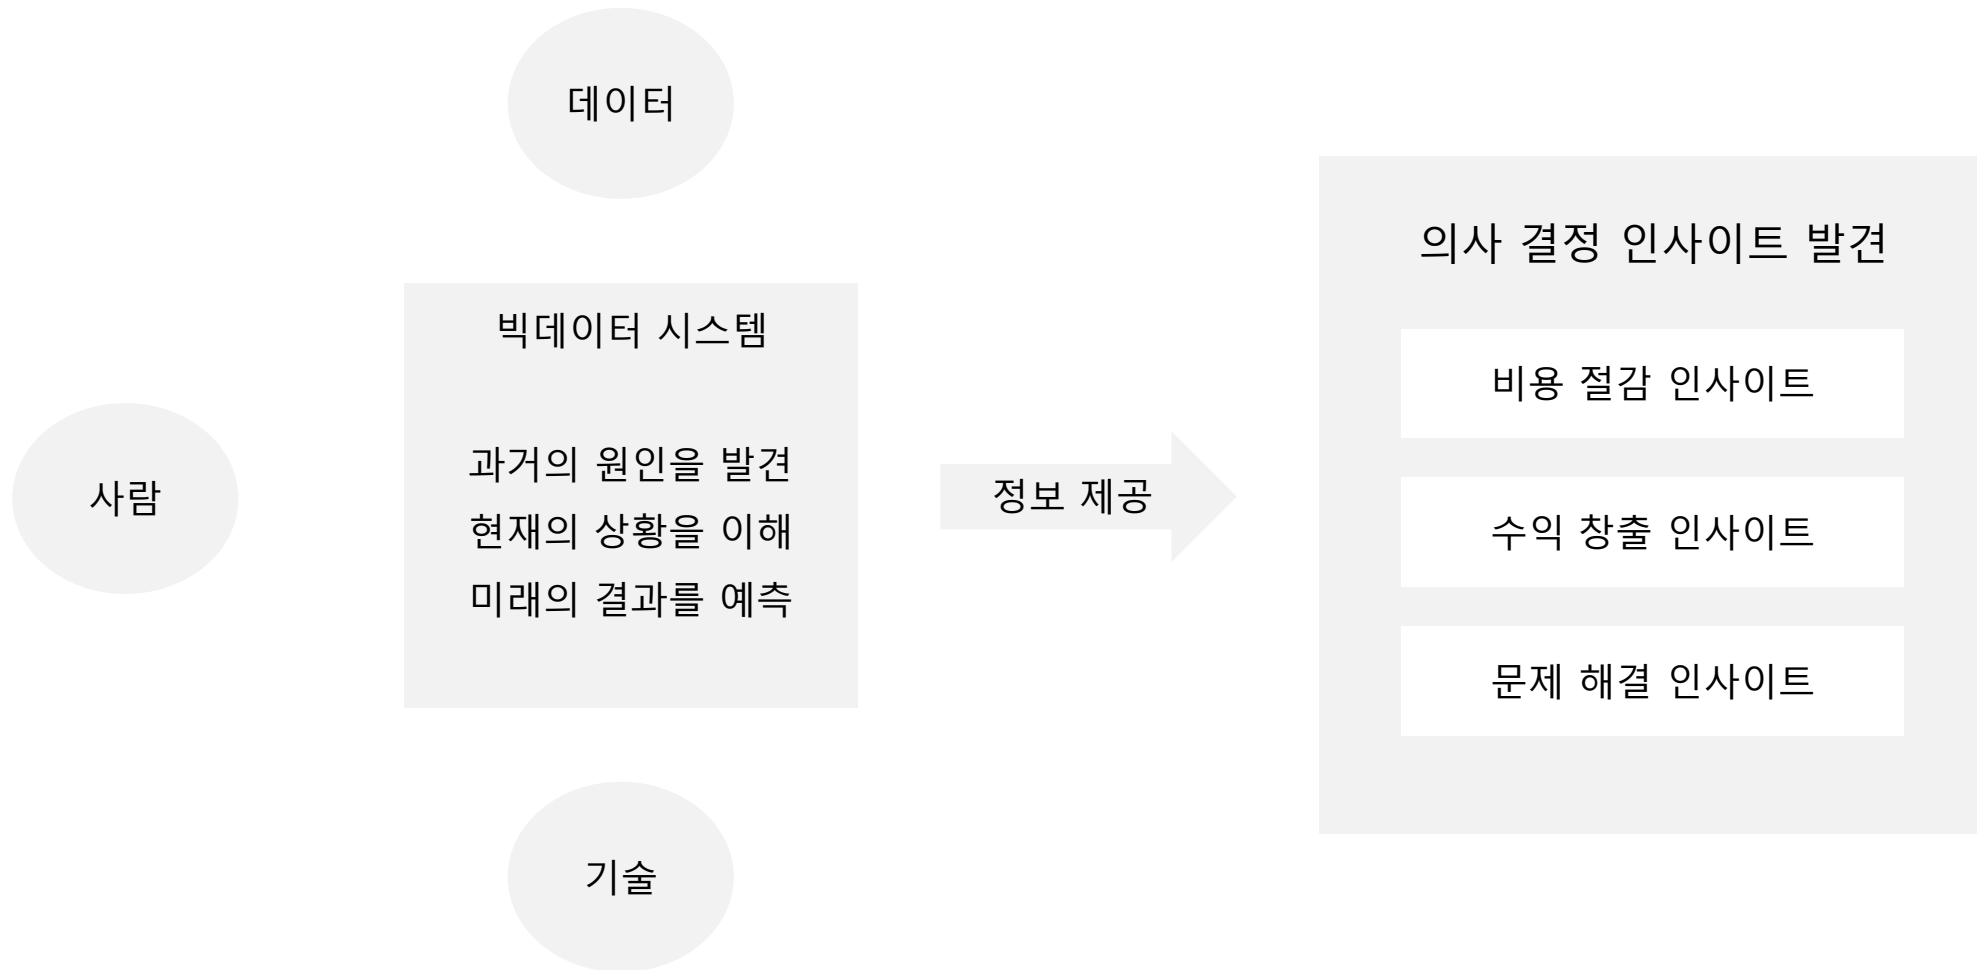 데이터
사람
빅데이터 시스템
과거의 원인을 발견
현재의 상황을 이해
미래의 결과를 예측
기술
정보 제공
의사 결정 인사이트 발견
비용 절감 인사이트
수익 창출 인사이트
문제 해결 인사이트